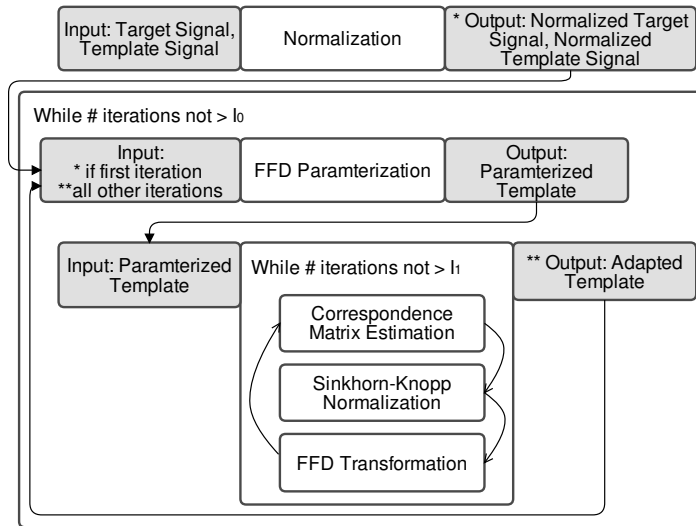 Input: Target Signal,
Template Signal
Normalization
* Output: Normalized Target
Signal, Normalized
Template Signal
While # iterations not > I₀
Input:
* if first iteration
**all other iterations
FFD Paramterization
Output:
Paramterized
Template
Input: Paramterized
Template
While # iterations not > I₁
** Output: Adapted
Template
Correspondence
Matrix Estimation
Sinkhorn-Knopp
Normalization
FFD Transformation